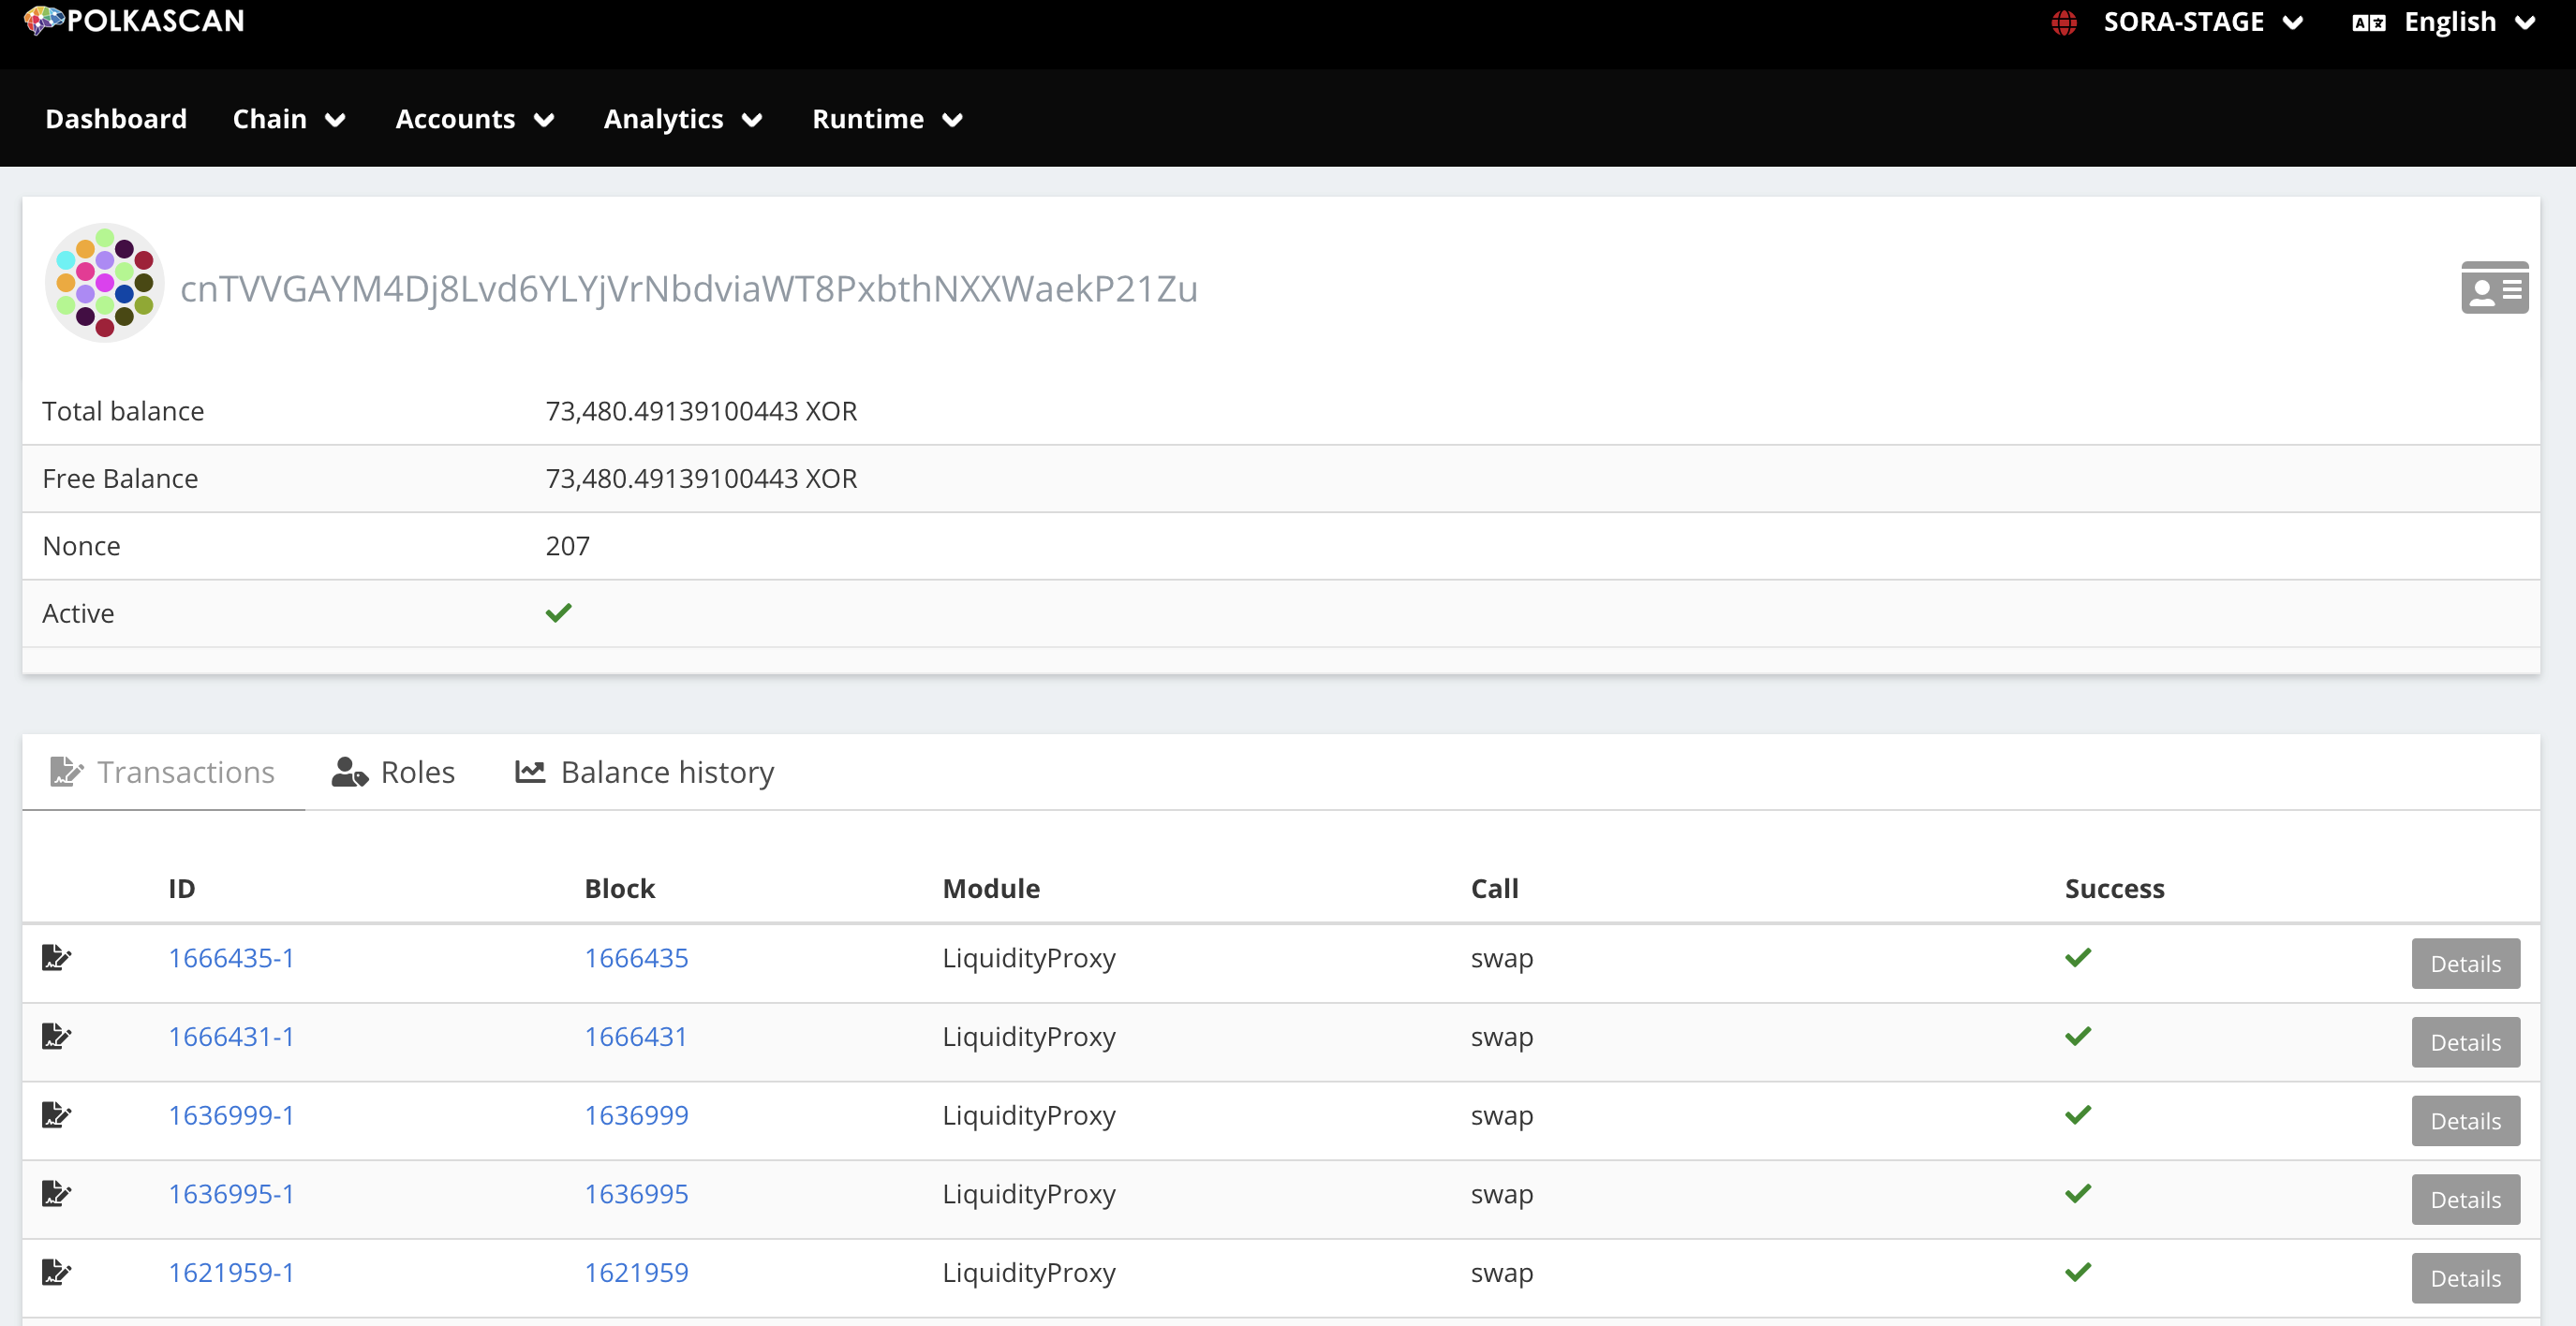 POLKASCAN
SORA-STAGE English
Dashboard Chain Accounts Analytics Runtime
cnTVVGAYM4Dj8Lvd6YLYjVrNbdviaWT8PxbthNXXWaekP21Zu
Total balance 73,480.49139100443 XOR
Free Balance 73,480.49139100443 XOR
Nonce 207
Active
Transactions Roles Balance history
ID Block Module Call Success
1666435-1 1666435 LiquidityProxy swap Details
1666431-1 1666431 LiquidityProxy swap Details
1636999-1 1636999 LiquidityProxy swap Details
1636995-1 1636995 LiquidityProxy swap Details
1621959-1 1621959 LiquidityProxy swap Details